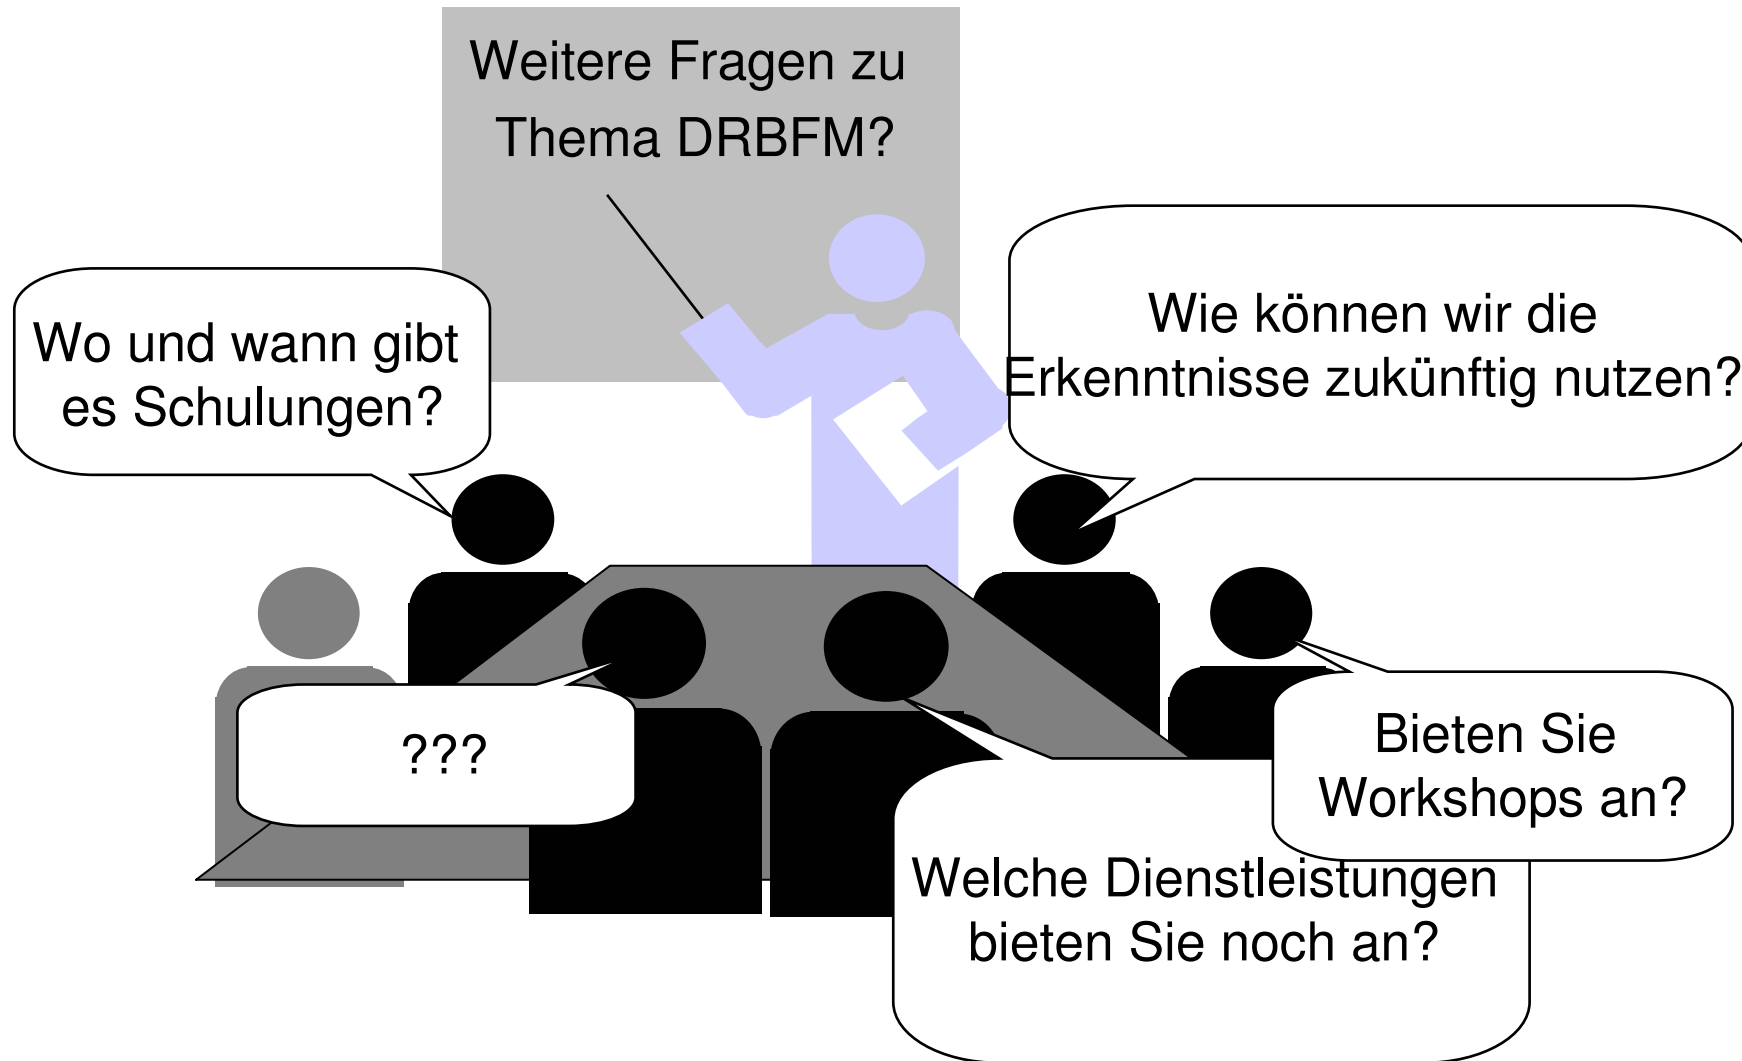 Weitere Fragen zu
Thema DRBFM?
Wo und wann gibt
es Schulungen?
Wie können wir die
Erkenntnisse zukünftig nutzen?
???
Bieten Sie
Workshops an?
Welche Dienstleistungen
bieten Sie noch an?